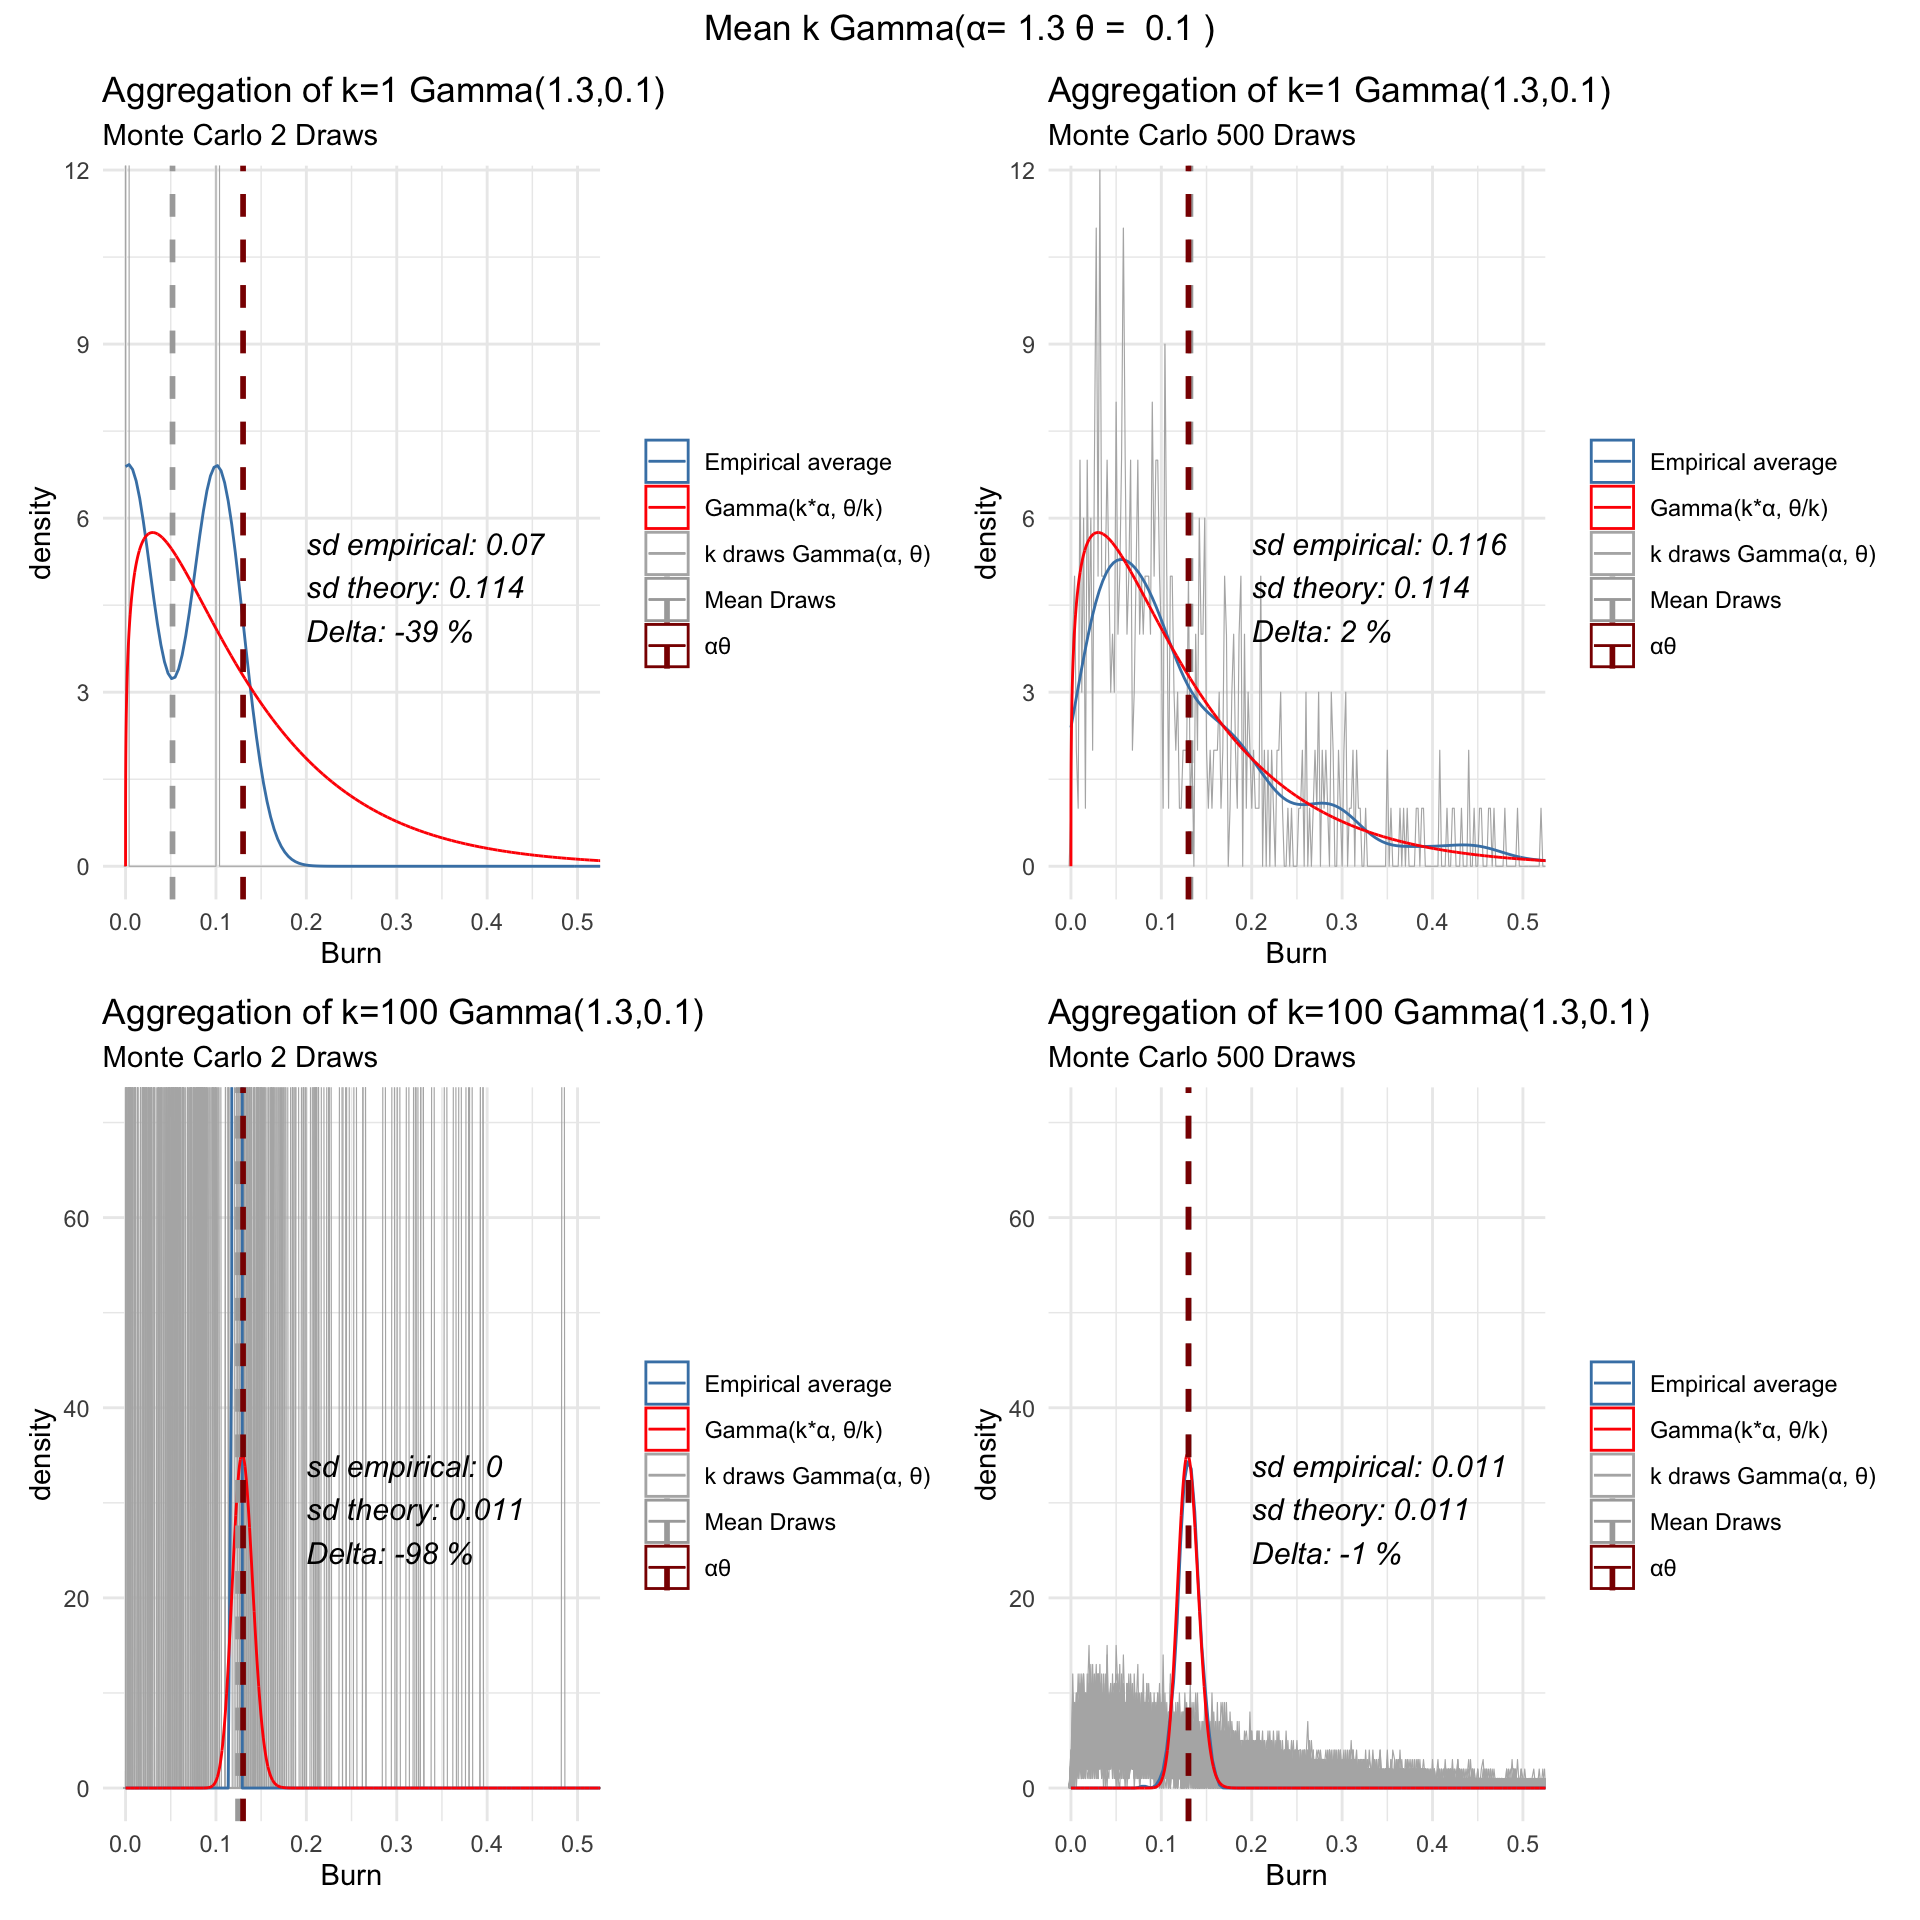 Mean k Gamma(α= 1.3 θ =  0.1 )
Aggregation of k=1 Gamma(1.3,0.1)
Monte Carlo 2 Draws
12
9
6
3
0
density
sd empirical: 0.07
sd theory: 0.114
Delta: -39 %
0.0 0.1 0.2 0.3 0.4 0.5
Burn
Empirical average
Gamma(k*α, θ/k)
k draws Gamma(α, θ)
Mean Draws
αθ
Aggregation of k=1 Gamma(1.3,0.1)
Monte Carlo 500 Draws
12
9
6
3
0
density
sd empirical: 0.116
sd theory: 0.114
Delta: 2 %
0.0 0.1 0.2 0.3 0.4 0.5
Burn
Empirical average
Gamma(k*α, θ/k)
k draws Gamma(α, θ)
Mean Draws
αθ
Aggregation of k=100 Gamma(1.3,0.1)
Monte Carlo 2 Draws
60
40
20
0
density
sd empirical: 0
sd theory: 0.011
Delta: -98 %
0.0 0.1 0.2 0.3 0.4 0.5
Burn
Empirical average
Gamma(k*α, θ/k)
k draws Gamma(α, θ)
Mean Draws
αθ
Aggregation of k=100 Gamma(1.3,0.1)
Monte Carlo 500 Draws
60
40
20
0
density
sd empirical: 0.011
sd theory: 0.011
Delta: -1 %
0.0 0.1 0.2 0.3 0.4 0.5
Burn
Empirical average
Gamma(k*α, θ/k)
k draws Gamma(α, θ)
Mean Draws
αθ